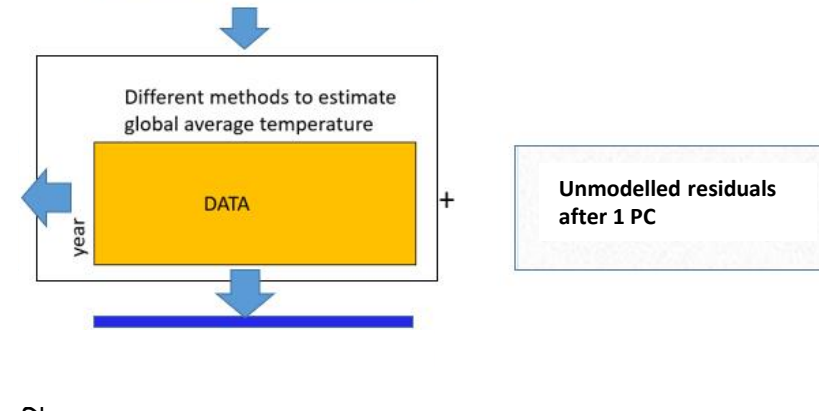 Different methods to estimate
global average temperature
DATA
year
+
Unmodelled residuals
after 1 PC